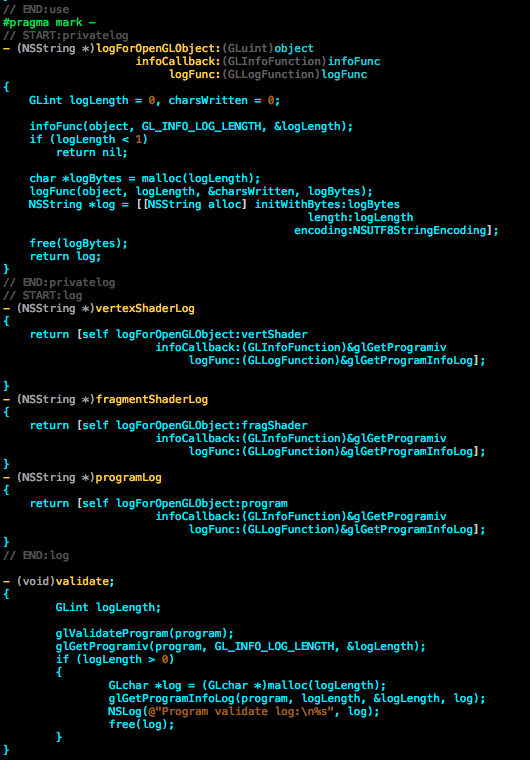 // END:use
#pragma mark -
// START:privatelog
- (NSString *)logForOpenGLObject:(GLuint)object
                    infoCallback:(GLInfoFunction)infoFunc
                         logFunc:(GLLogFunction)logFunc
{
    GLint logLength = 0, charsWritten = 0;

    infoFunc(object, GL_INFO_LOG_LENGTH, &logLength);
    if (logLength < 1)
        return nil;

    char *logBytes = malloc(logLength);
    logFunc(object, logLength, &charsWritten, logBytes);
    NSString *log = [[NSString alloc] initWithBytes:logBytes
                                              length:logLength
                                            encoding:NSUTF8StringEncoding];
    free(logBytes);
    return log;
}
// END:privatelog
// START:log
- (NSString *)vertexShaderLog
{
    return [self logForOpenGLObject:vertShader
                       infoCallback:(GLInfoFunction)&glGetProgramiv
                            logFunc:(GLLogFunction)&glGetProgramInfoLog];

}
- (NSString *)fragmentShaderLog
{
    return [self logForOpenGLObject:fragShader
                       infoCallback:(GLInfoFunction)&glGetProgramiv
                            logFunc:(GLLogFunction)&glGetProgramInfoLog];
}
- (NSString *)programLog
{
    return [self logForOpenGLObject:program
                       infoCallback:(GLInfoFunction)&glGetProgramiv
                            logFunc:(GLLogFunction)&glGetProgramInfoLog];
}
// END:log

- (void)validate;
{
        GLint logLength;

        glValidateProgram(program);
        glGetProgramiv(program, GL_INFO_LOG_LENGTH, &logLength);
        if (logLength > 0)
        {
                GLchar *log = (GLchar *)malloc(logLength);
                glGetProgramInfoLog(program, logLength, &logLength, log);
                NSLog(@"Program validate log:\n%s", log);
                free(log);
        }
}